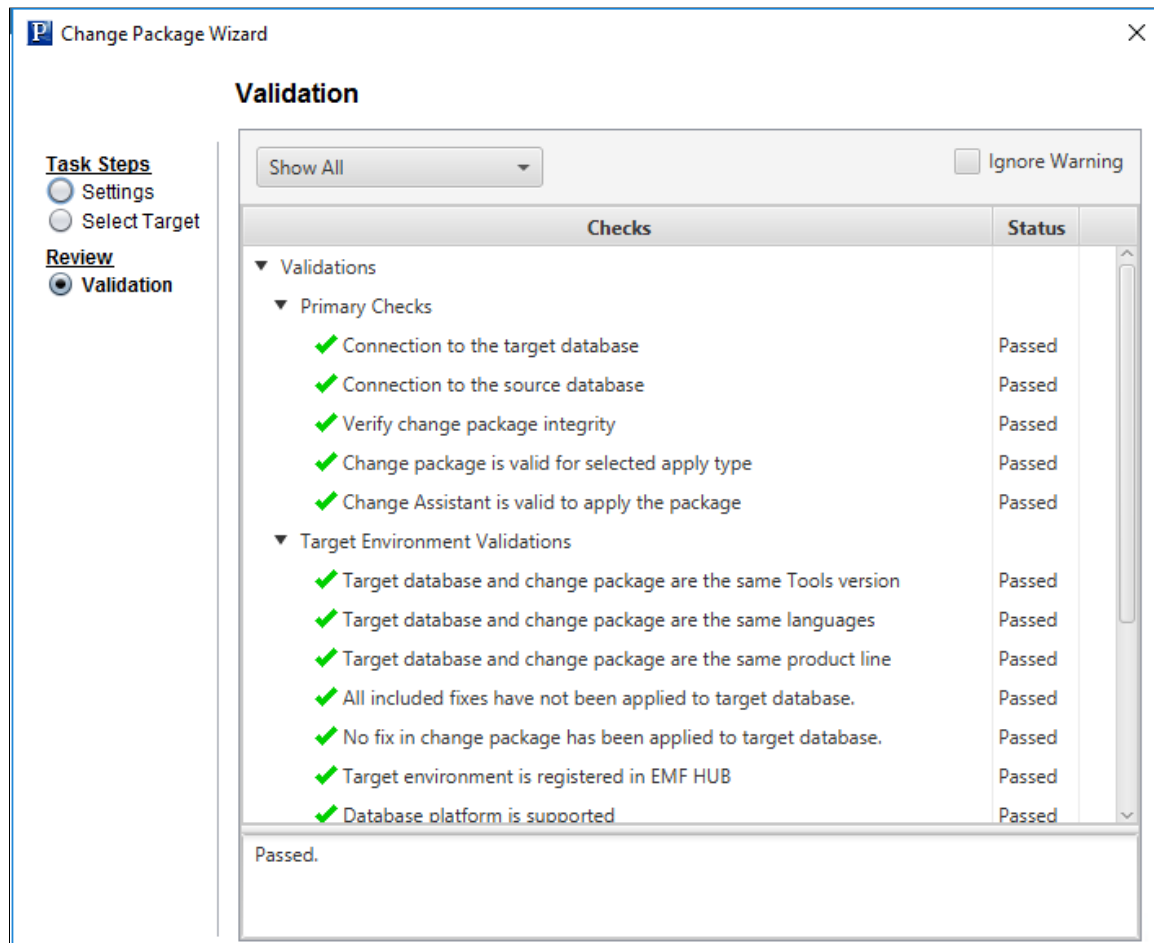 P Change Package Wizard
Validation
Task Steps
Settings
Select Target
Review
Validation
Show All
Ignore Warning
Checks Status
Validations
Primary Checks
Connection to the target database Passed
Connection to the source database Passed
Verify change package integrity Passed
Change package is valid for selected apply type Passed
Change Assistant is valid to apply the package Passed
Target Environment Validations
Target database and change package are the same Tools version Passed
Target database and change package are the same languages Passed
Target database and change package are the same product line Passed
All included fixes have not been applied to target database. Passed
No fix in change package has been applied to target database. Passed
Target environment is registered in EMF HUB Passed
Database platform is supported Passed
Passed.